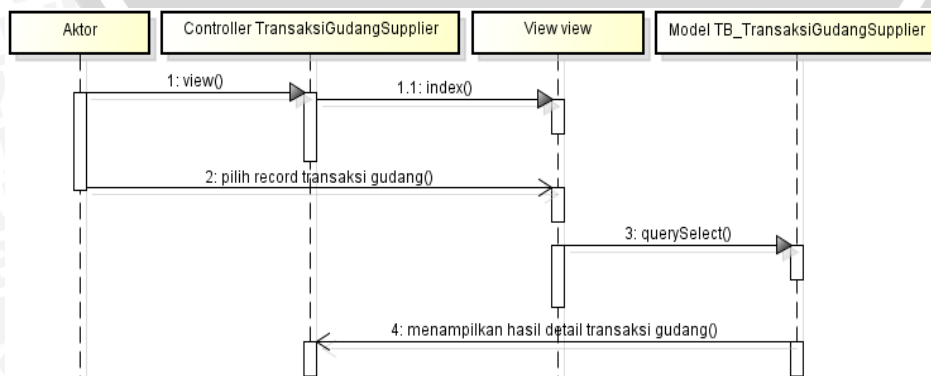 Aktor
Controller TransaksiGudangSupplier
View view
Model TB_TransaksiGudangSupplier
1: view()
1.1: index()
2: pilih record transaksi gudang()
3: querySelect()
4: menampilkan hasil detail transaksi gudang()